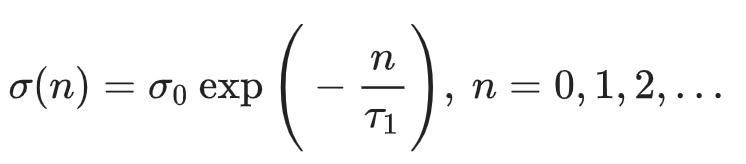 σ(n) = σ₀ exp(− n/τ₁), n = 0, 1, 2, . . .